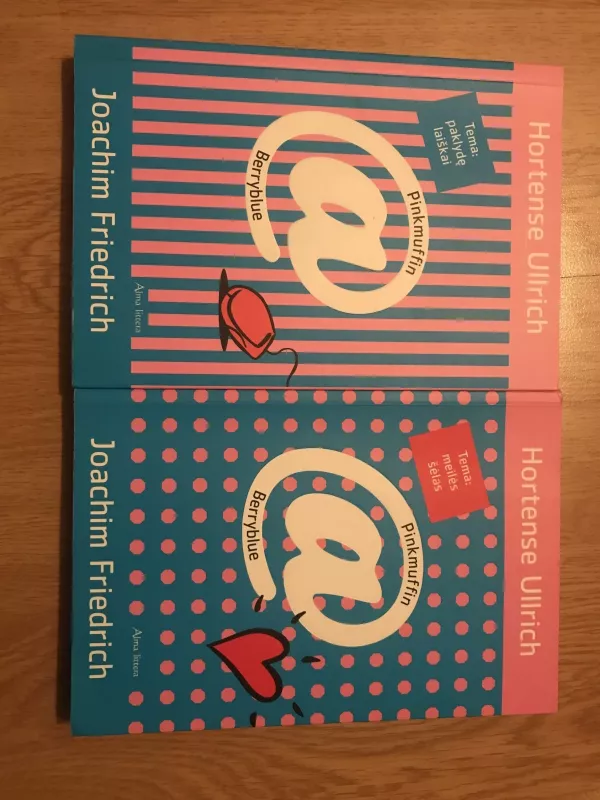 Hortense Ullrich
Tema:
paklydę
laiškai
Pinkmuffin
@
Berryblue
Alma littera
Joachim Friedrich
Hortense Ullrich
Tema:
meilės
šėlas
Pinkmuffin
@
Berryblue
Alma littera
Joachim Friedrich